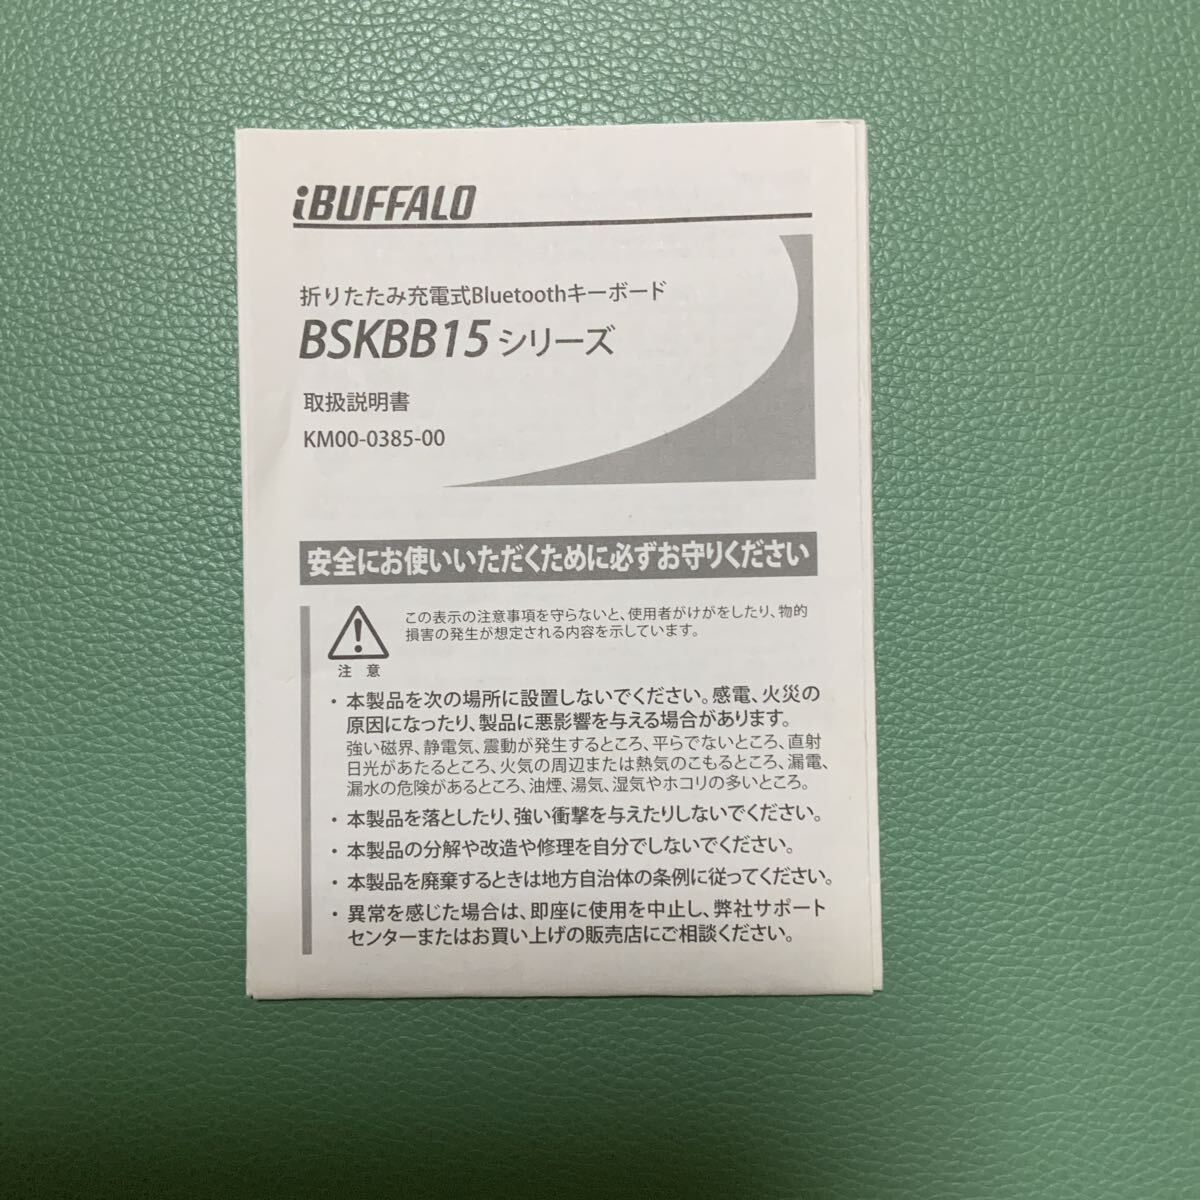 iBUFFALO
折りたたみ充電式Bluetoothキーボード
BSKBB15 シリーズ
取扱説明書
KM00-0385-00
安全にお使いいただくために必ずお守りください
この表示の注意事項を守らないと、使用者がけがをしたり、物的
損害の発生が想定される内容を示しています。
注 意
・本製品を次の場所に設置しないでください。感電、火災の
原因になったり、製品に悪影響を与える場合があります。
強い磁界、静電気、震動が発生するところ、平らでないところ、直射
日光があたるところ、火気の周辺または熱気のこもるところ、漏電、
漏水の危険があるところ、油煙、湯気、湿気やホコリの多いところ。
・本製品を落としたり、強い衝撃を与えたりしないでください。
・本製品の分解や改造や修理を自分でしないでください。
・本製品を廃棄するときは地方自治体の条例に従ってください。
・異常を感じた場合は、即座に使用を中止し、弊社サポート
センターまたはお買い上げの販売店にご相談ください。